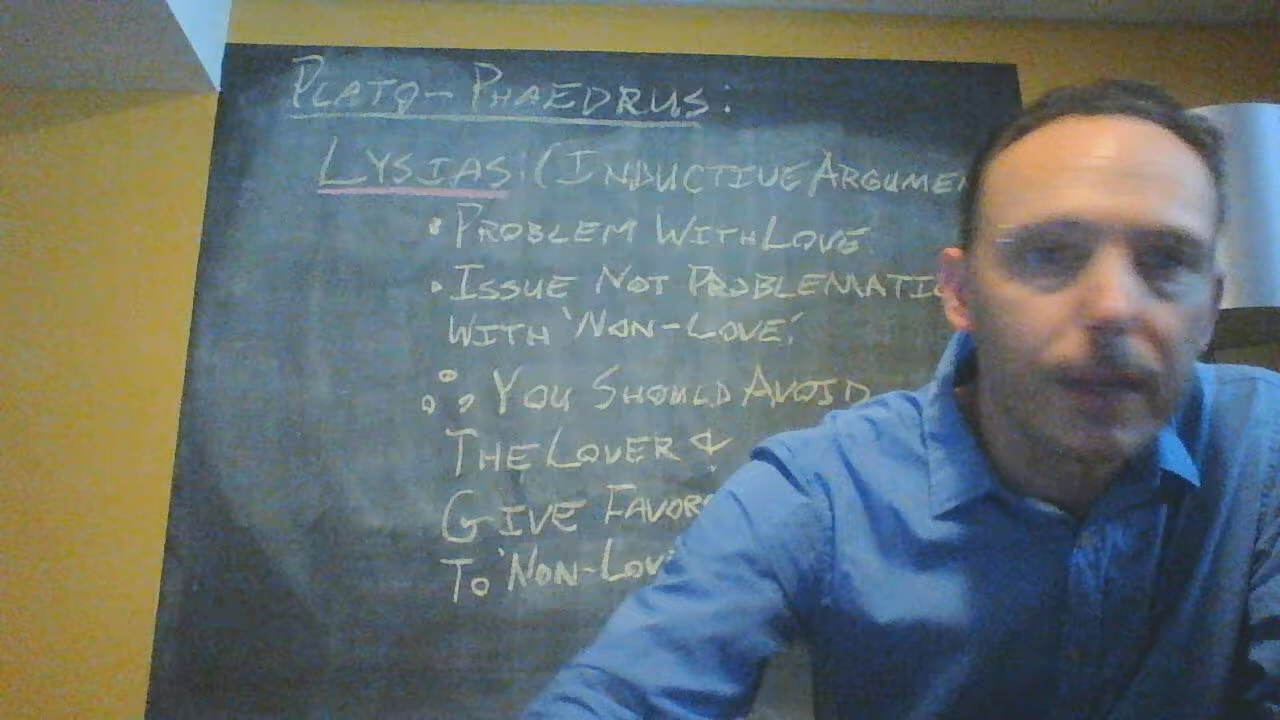 PLATO - PHAEDRUS:
LYSIAS: (INDUCTIVE ARGUMEN
• PROBLEM WITH LOVE.
• ISSUE NOT PROBLEMATIC
WITH 'NON-LOVE.'
∴ YOU SHOULD AVOID
THE LOVER &
GIVE FAVORS
TO 'NON-LOV